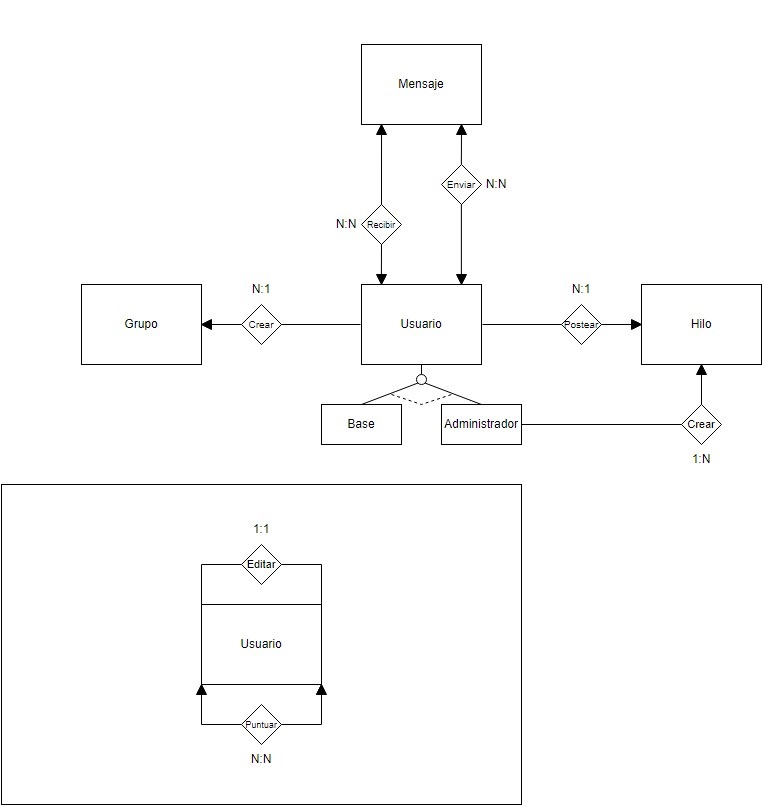 Mensaje
Enviar
N:N
N:N
Recibir
N:1
N:1
Grupo
Crear
Usuario
Postear
Hilo
Base
Administrador
Crear
1:N
1:1
Editar
Usuario
Puntuar
N:N